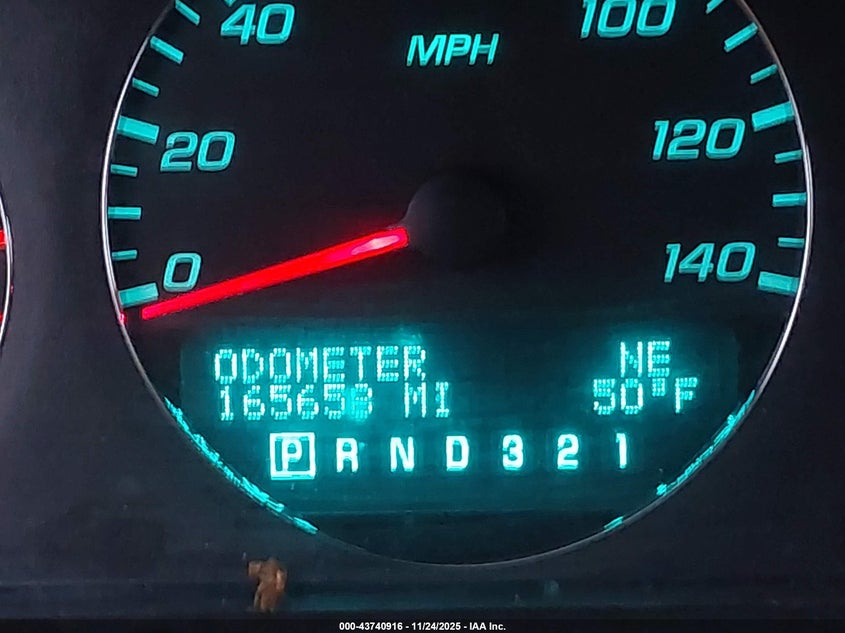 40
MPH
100
20
120
0
140
ODOMETER NE
165653 MI 50°F
P R N D 3 2 1
000-43740916 - 11/24/2025 - IAA Inc.